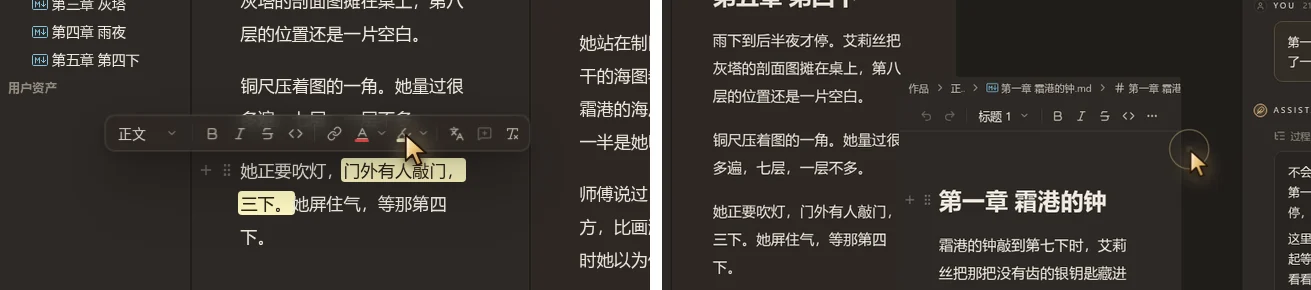 第三章 灰塔
第四章 雨夜
第五章 第四下
用户资产
灰塔的剖面图摊在桌上，第八
层的位置还是一片空白。
铜尺压着图的一角。她量过很
正文
她正要吹灯，门外有人敲门，
三下。她屏住气，等那第四
下。
她站在制
干的海图
霜港的海
一半是她
师傅说过
方，比画
时她以为
第五章 第四下
雨下到后半夜才停。艾莉丝把
灰塔的剖面图摊在桌上，第八
层的位置还是一片空白。
铜尺压着图的一角。她量过很
多遍，七层，一层不多。
她正要吹灯，门外有人敲门，
三下。她屏住气，等那第四
下。
作品 > 正.. > 第一章 霜港的钟.md > # 第一章 霜港的钟
标题 1
第一章 霜港的钟
霜港的钟敲到第七下时，艾莉
丝把那把没有齿的银钥匙藏进
YOU
第一
了一
ASSIST
过程
不会
第一
停，
这里
起等
看看